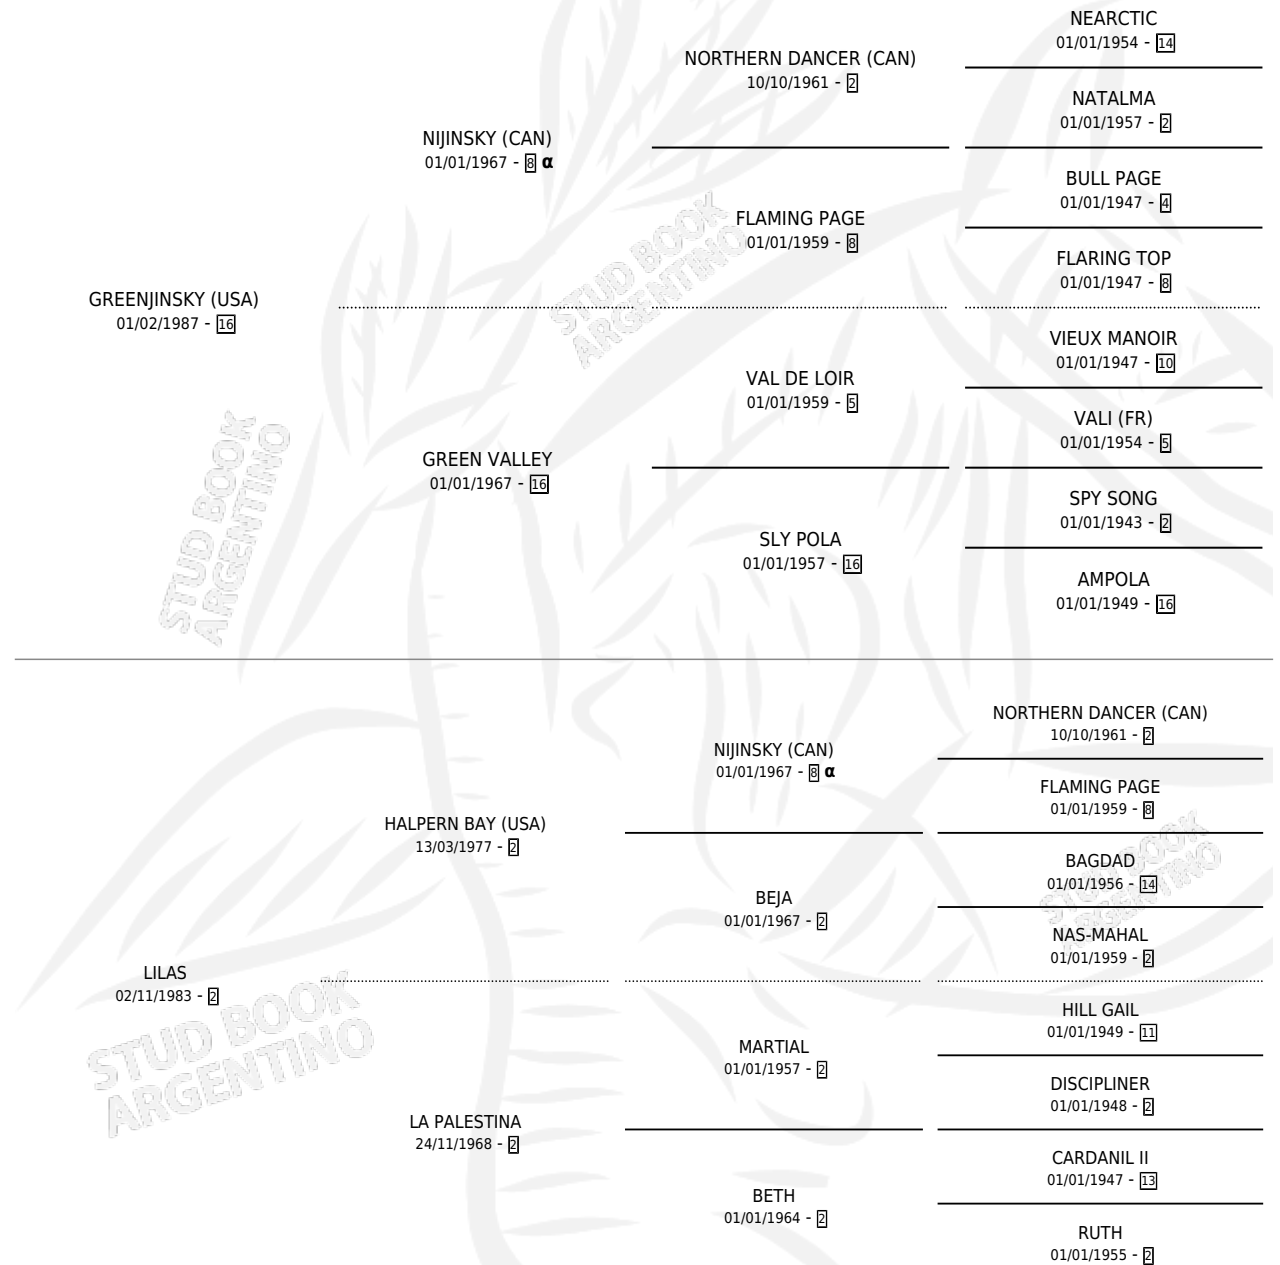 NEARCTIC
01/01/1954 - 14
NORTHERN DANCER (CAN)
10/10/1961 - 2
NATALMA
01/01/1957 - 2
NIJINSKY (CAN)
01/01/1967 - 8 α
BULL PAGE
01/01/1947 - 4
FLAMING PAGE
01/01/1959 - 8
FLARING TOP
01/01/1947 - 8
GREENJINSKY (USA)
01/02/1987 - 16
VIEUX MANOIR
01/01/1947 - 10
VAL DE LOIR
01/01/1959 - 5
VALI (FR)
01/01/1954 - 5
GREEN VALLEY
01/01/1967 - 16
SPY SONG
01/01/1943 - 2
SLY POLA
01/01/1957 - 16
AMPOLA
01/01/1949 - 16
NORTHERN DANCER (CAN)
10/10/1961 - 2
NIJINSKY (CAN)
01/01/1967 - 8 α
FLAMING PAGE
01/01/1959 - 8
HALPERN BAY (USA)
13/03/1977 - 2
BAGDAD
01/01/1956 - 14
BEJA
01/01/1967 - 2
NAS-MAHAL
01/01/1959 - 2
LILAS
02/11/1983 - 2
HILL GAIL
01/01/1949 - 11
MARTIAL
01/01/1957 - 2
DISCIPLINER
01/01/1948 - 2
LA PALESTINA
24/11/1968 - 2
CARDANIL II
01/01/1947 - 13
BETH
01/01/1964 - 2
RUTH
01/01/1955 - 2
STUD BOOK
ARGENTINO
STUD BOOK
ARGENTINO
STUD BOOK
ARGENTINO
STUD BOOK
ARGENTINO